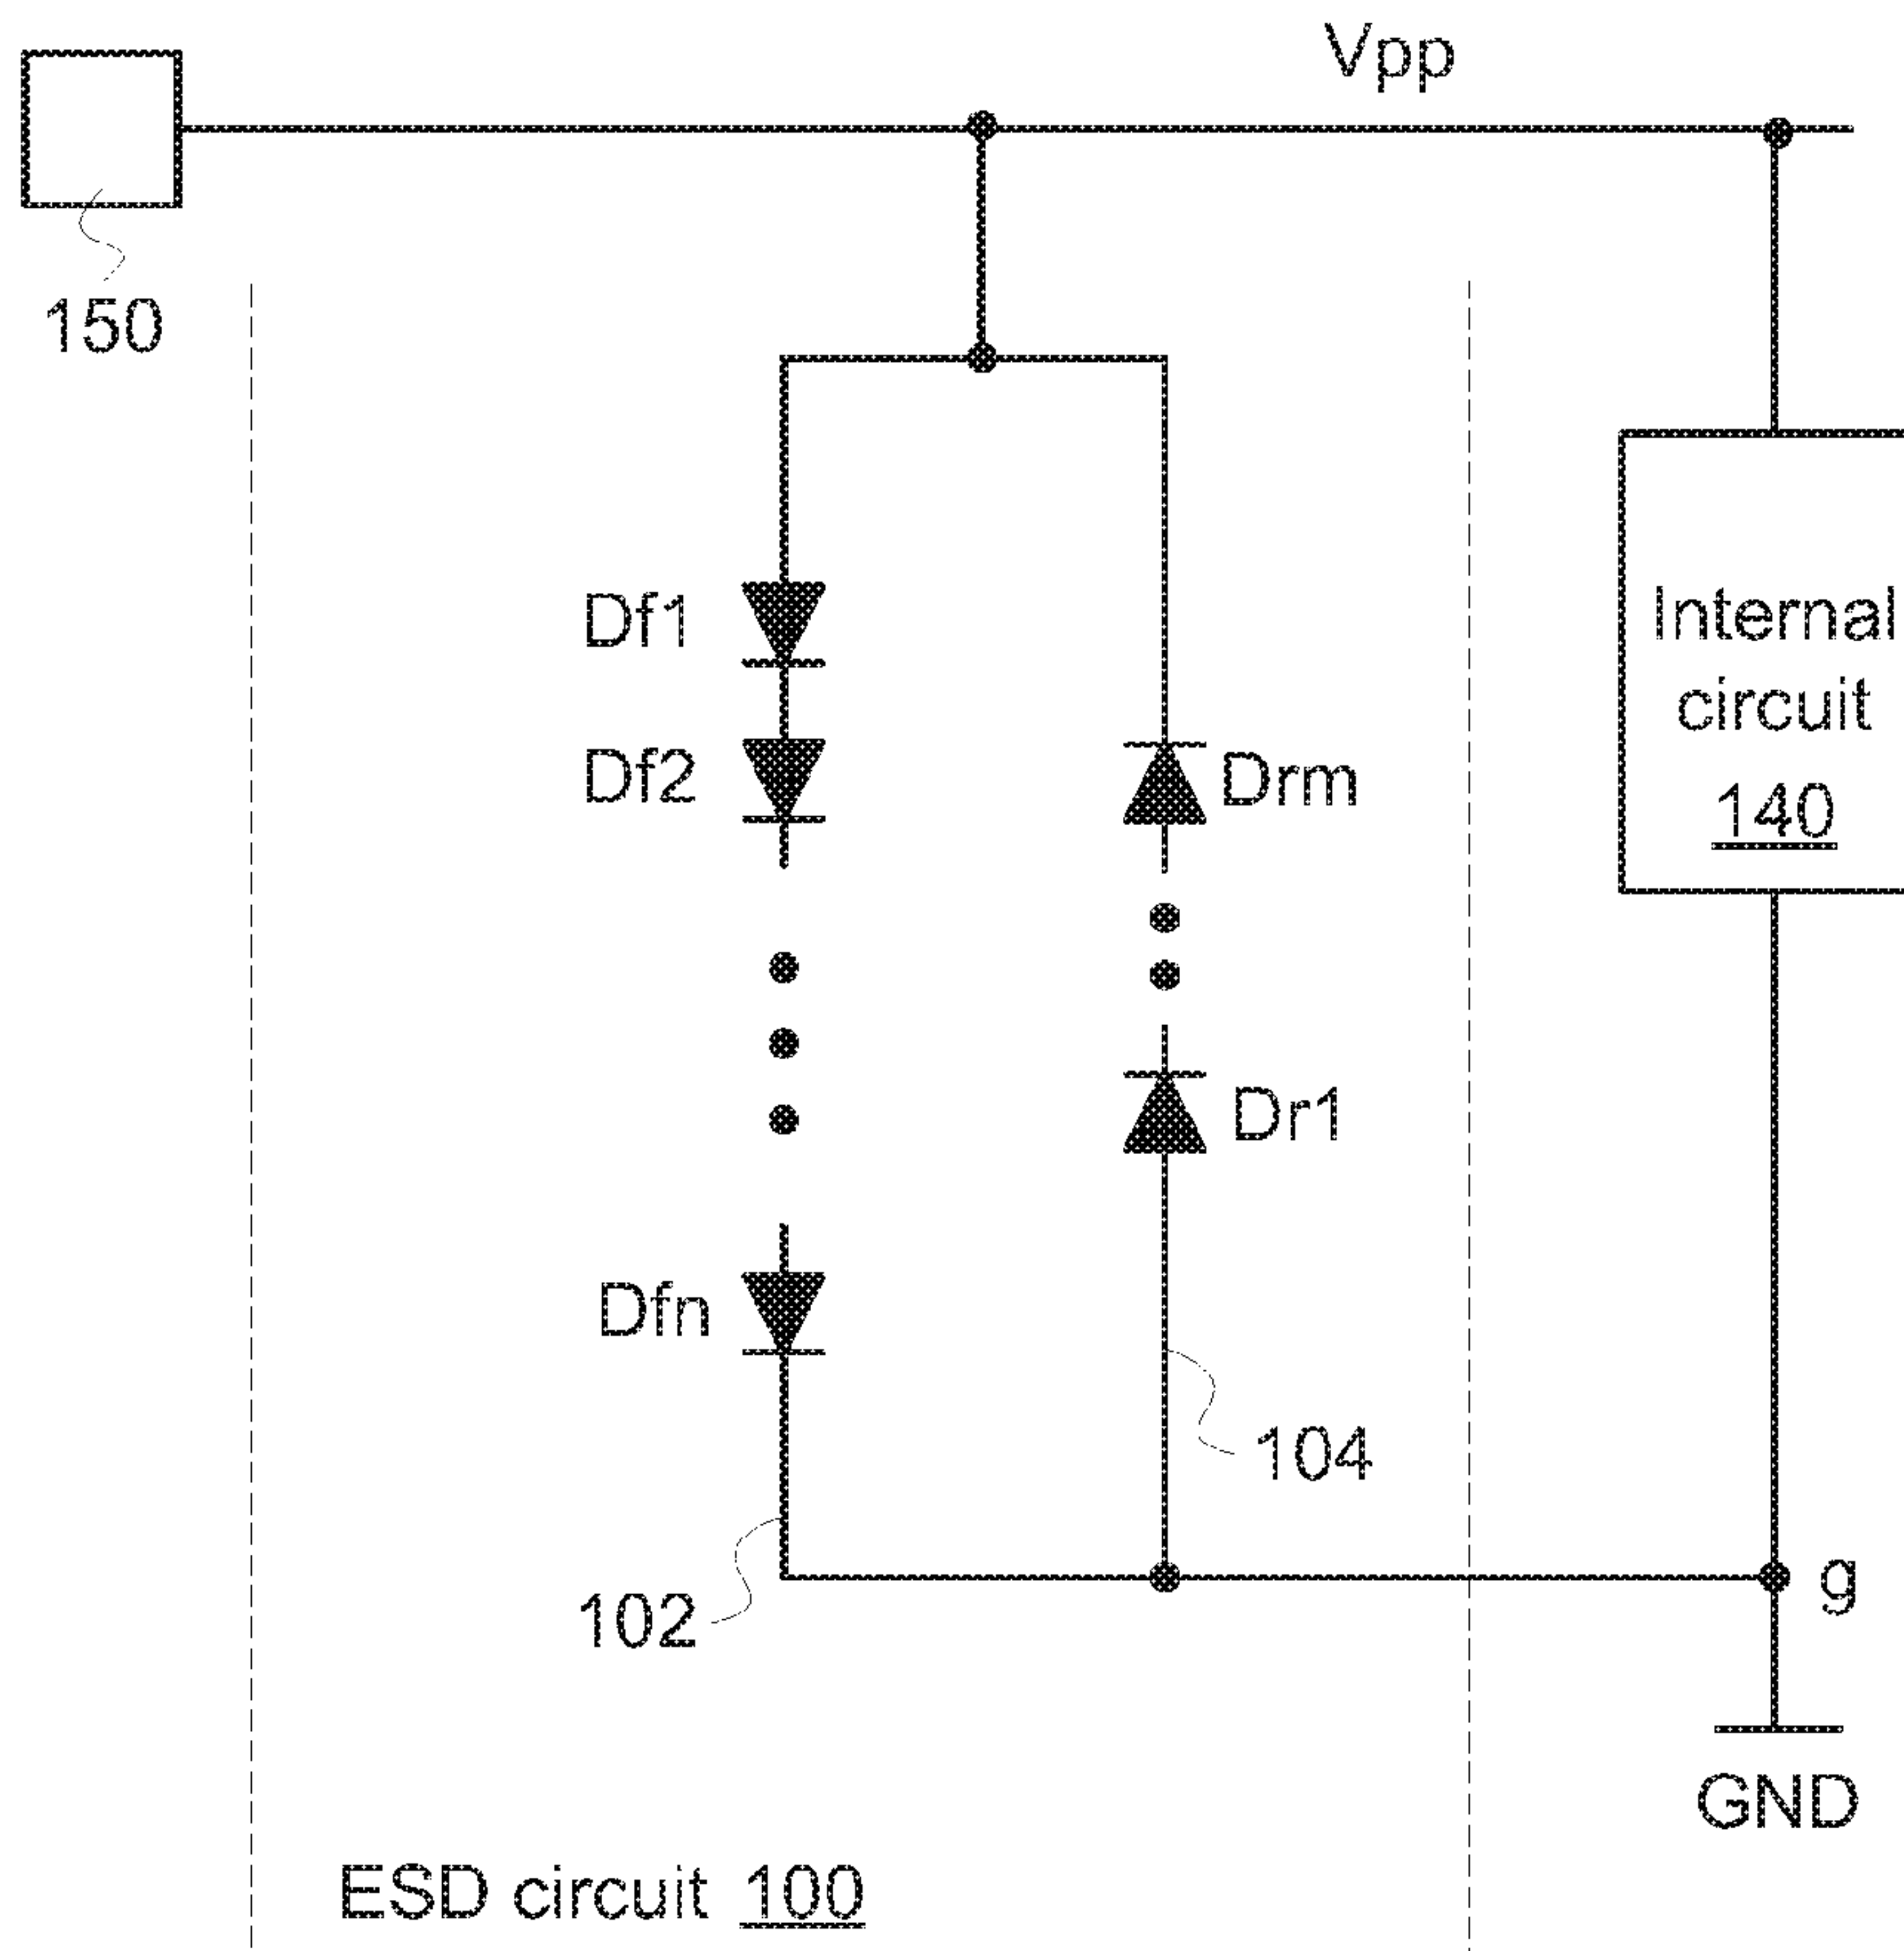 Vpp
150
Df1
Df2
Drm
Internal
circuit
140
Dr1
Dfn
104
102
g
GND
ESD circuit 100